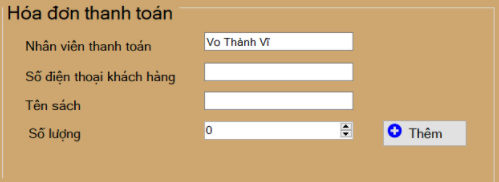 Hóa đơn thanh toán
Nhân viên thanh toán Vo Thành Vĩ
Số điện thoại khách hàng
Tên sách
Số lượng 0 Thêm